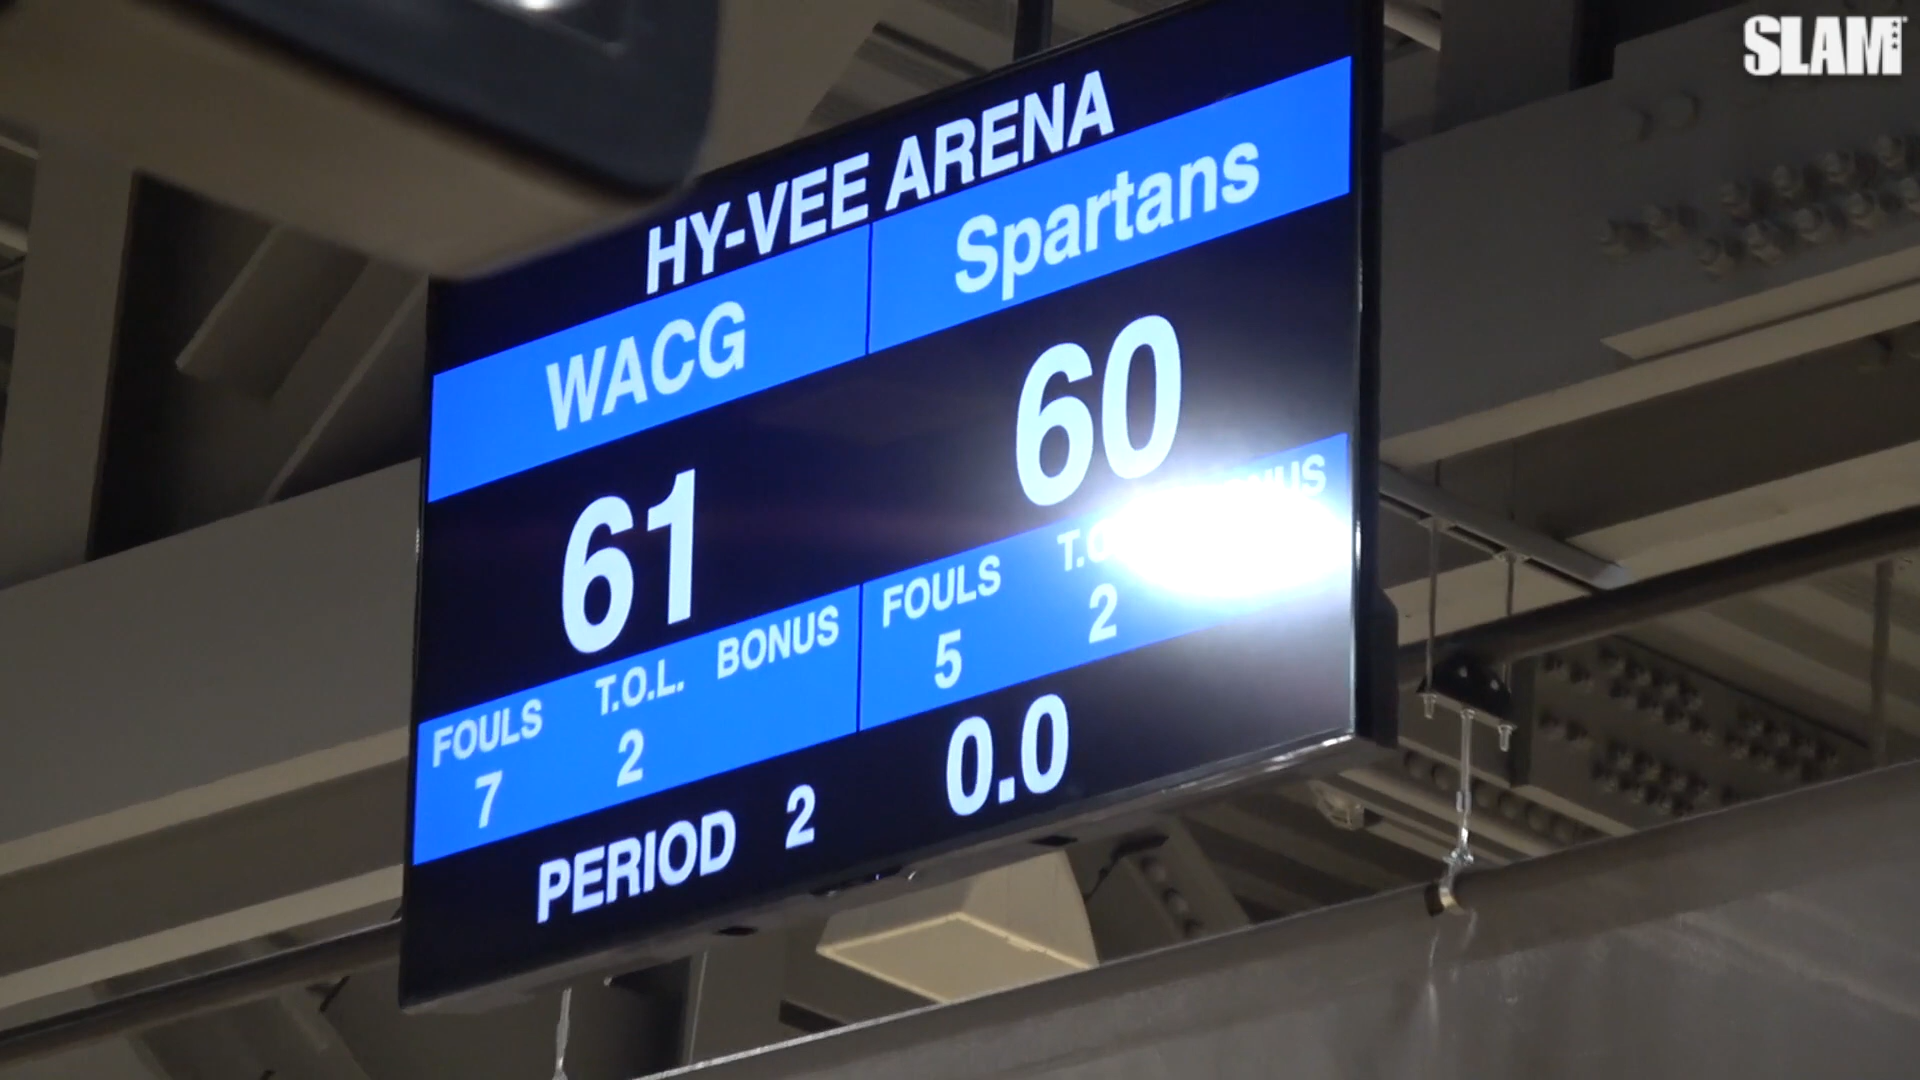 SLAM
HY-VEE ARENA
WACG Spartans
61 60
FOULS T.O.L. BONUS FOULS
7 2 5 2
PERIOD 2 0.0